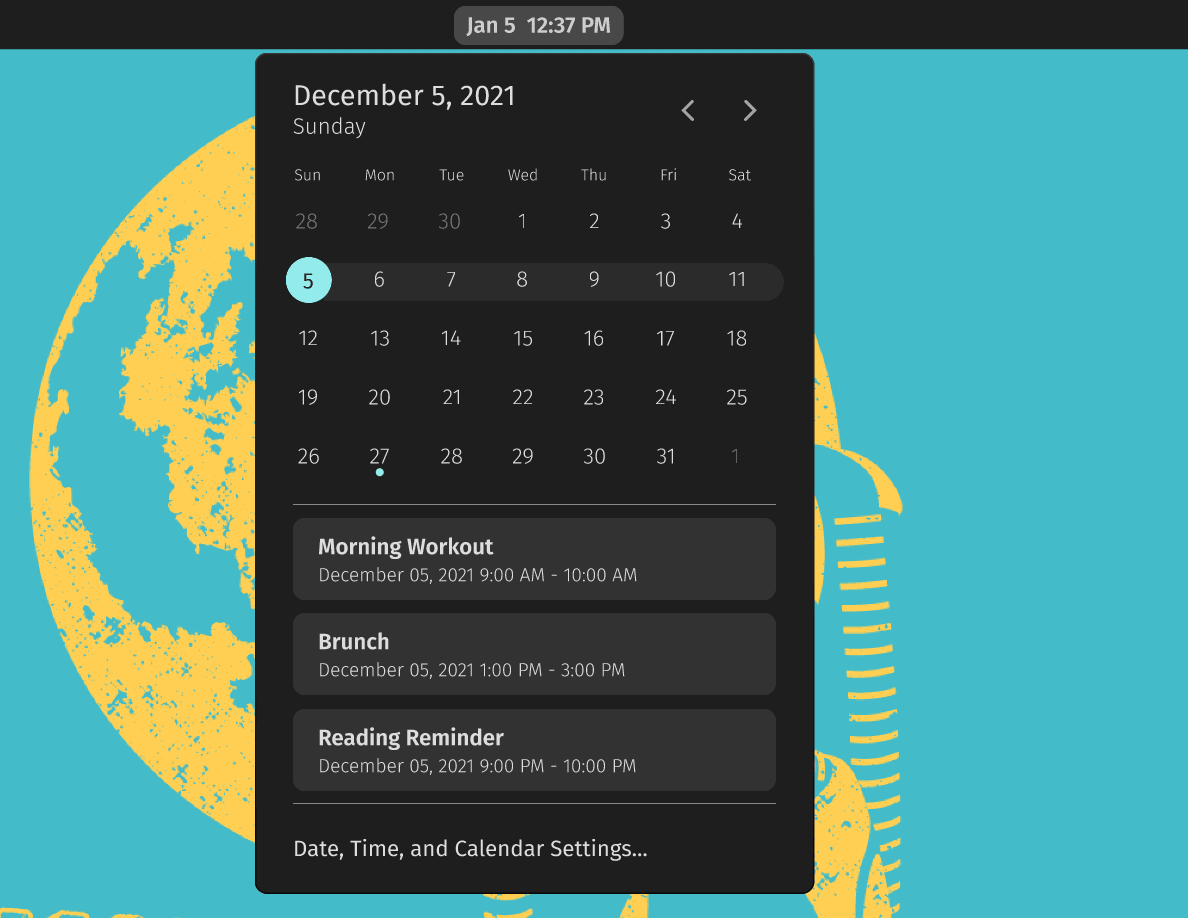 Jan 5 12:37 PM
December 5, 2021
Sunday
Sun Mon Tue Wed Thu Fri Sat
28 29 30 1 2 3 4
5 6 7 8 9 10 11
12 13 14 15 16 17 18
19 20 21 22 23 24 25
26 27 28 29 30 31 1
Morning Workout
December 05, 2021 9:00 AM - 10:00 AM
Brunch
December 05, 2021 1:00 PM - 3:00 PM
Reading Reminder
December 05, 2021 9:00 PM - 10:00 PM
Date, Time, and Calendar Settings...